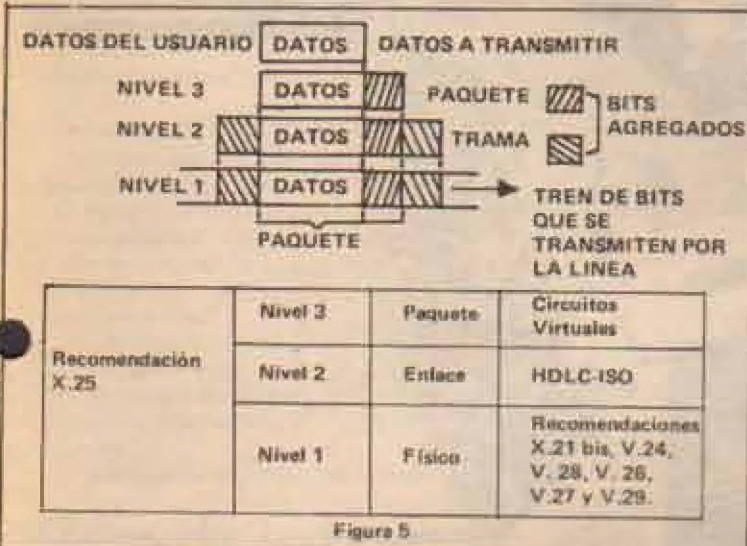 DATOS DEL USUARIO DATOS DATOS A TRANSMITIR
NIVEL 3 DATOS PAQUETE BITS
AGREGADOS
NIVEL 2 DATOS TRAMA
NIVEL 1 DATOS TREN DE BITS
QUE SE
TRANSMITEN POR
LA LINEA
PAQUETE
Recomendación
X.25
Nivel 3 Paquete Circuitos
Virtuales
Nivel 2 Enlace HDLC-ISO
Nivel 1 Físico Recomendaciones
X.21 bis, V.24,
V. 28, V. 26,
V.27 y V.29.
Figura 5